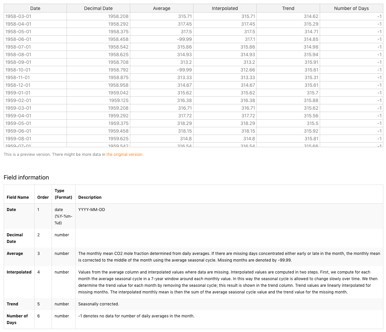 Date Decimal Date Average Interpolated Trend Number of Days
1958-03-01 1958.208 315.71 315.71 314.62 -1
1958-04-01 1958.292 317.45 317.45 315.29 -1
1958-05-01 1958.375 317.5 317.5 314.71 -1
1958-06-01 1958.458 -99.99 317.1 314.85 -1
1958-07-01 1958.542 315.86 315.86 314.98 -1
1958-08-01 1958.625 314.93 314.93 315.94 -1
1958-09-01 1958.708 313.2 313.2 315.91 -1
1958-10-01 1958.792 -99.99 312.66 315.61 -1
1958-11-01 1958.875 313.33 313.33 315.31 -1
1958-12-01 1958.958 314.67 314.67 315.61 -1
1959-01-01 1959.042 315.62 315.62 315.7 -1
1959-02-01 1959.125 316.38 316.38 315.88 -1
1959-03-01 1959.208 316.71 316.71 315.62 -1
1959-04-01 1959.292 317.72 317.72 315.56 -1
1959-05-01 1959.375 318.29 318.29 315.5 -1
1959-06-01 1959.458 318.15 318.15 315.92 -1
This is a preview version. There might be more data in the original version.
Field information
Field Name Order Type (Format) Description
Date 1 date (%Y-%m-%d) YYYY-MM-DD
Decimal Date 2 number
Average 3 number The monthly mean CO2 mole fraction determined from daily averages. If there are missing days concentrated either early or late in the month, the monthly mean
is corrected to the middle of the month using the average seasonal cycle. Missing months are denoted by -99.99.
Interpolated 4 number Values from the average column and interpolated values where data are missing. Interpolated values are computed in two steps. First, we compute for each
month the average seasonal cycle in a 7-year window around each monthly value. In this way the seasonal cycle is allowed to change slowly over time. We then
determine the trend value for each month by removing the seasonal cycle; this result is shown in the trend column. Trend values are linearly interpolated for
missing months. The interpolated monthly mean is then the sum of the average seasonal cycle value and the trend value for the missing month.
Trend 5 number Seasonally corrected.
Number of Days 6 number -1 denotes no data for number of daily averages in the month.